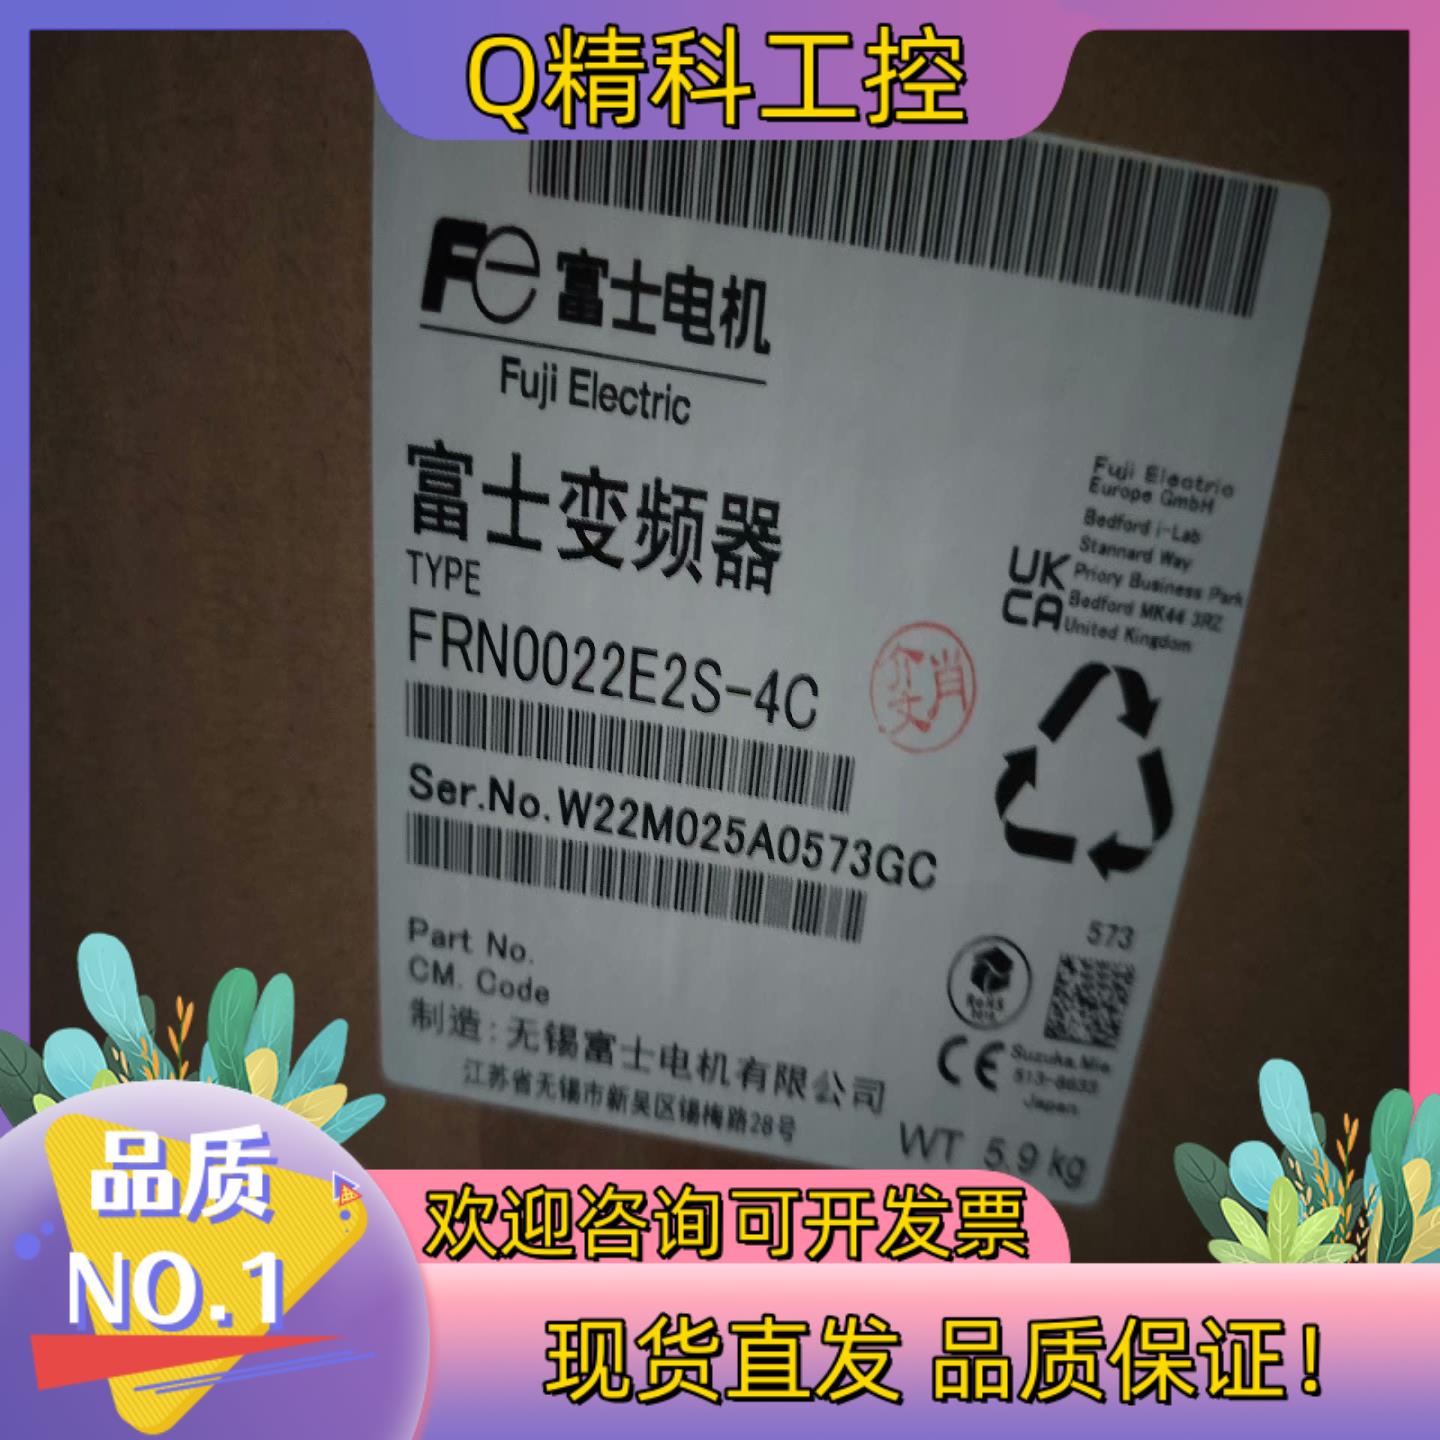 Q精科工控
Fe 富士电机
Fuji Electric
富士变频器
TYPE
FRN0022E2S-4C
Ser.No.W22M025A0573GC
Part No.
CM. Code
制造:无锡富士电机有限公司
江苏省无锡市新吴区锡梅路28号
Fuji Electric
Europe GmbH
Bedford i-Lab
Stannard Way
Priory Business Park
Bedford MK44 3RZ
United Kingdom
UK
CA
573
RoHS
CE
Suzuka, Mie
513-8633
Japan
WT 5.9 kg
品质
NO.1
欢迎咨询可开发票
现货直发 品质保证!